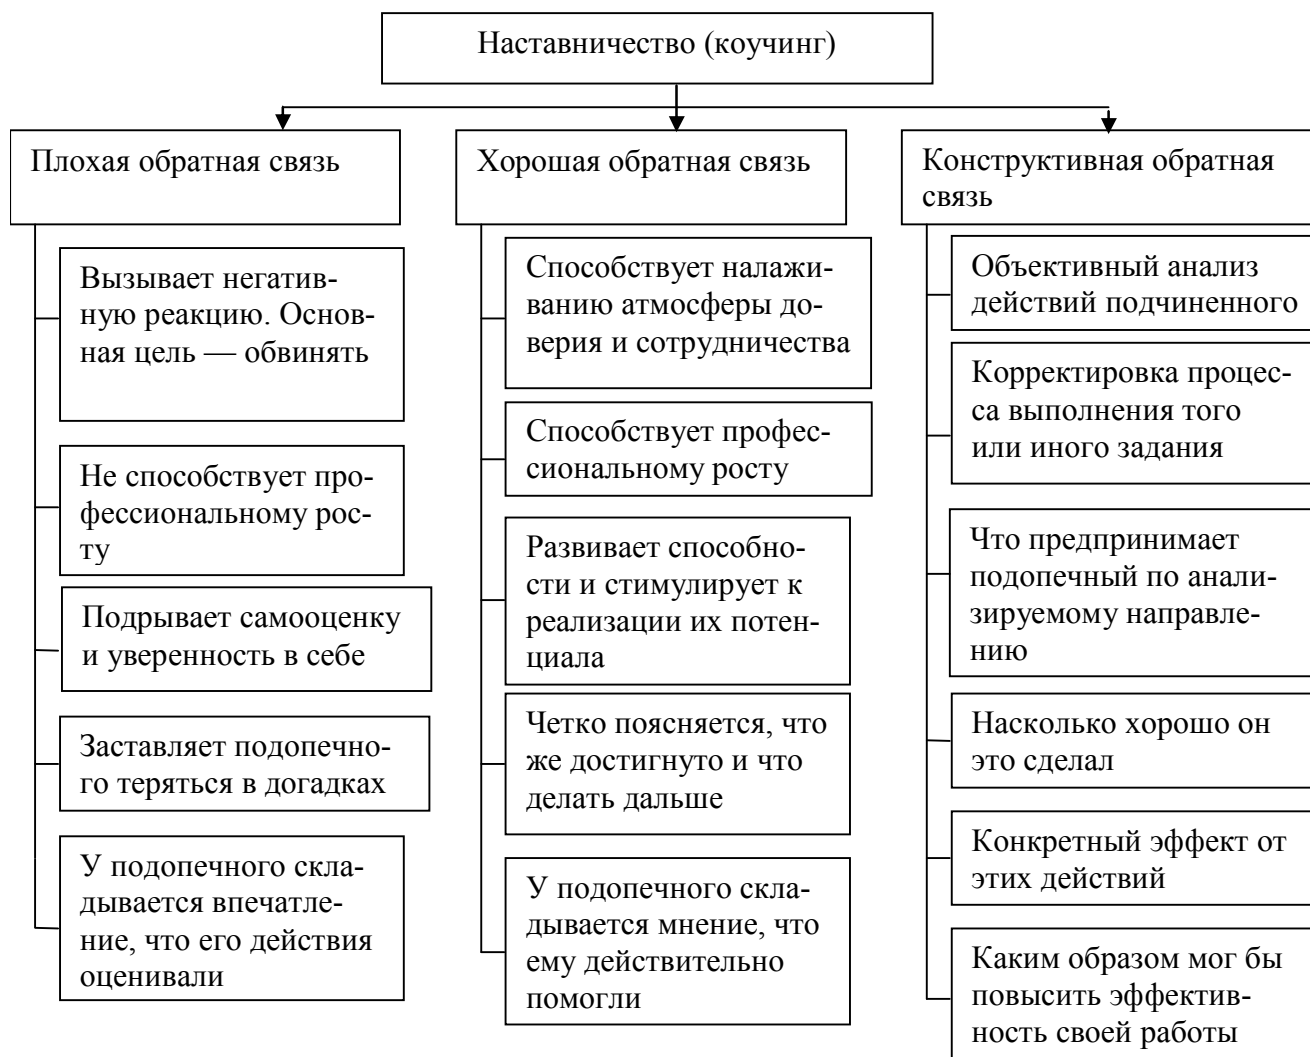 Наставничество (коучинг)
Плохая обратная связь
Вызывает негатив-
ную реакцию. Основ-
ная цель — обвинять
Не способствует про-
фессиональному рос-
ту
Подрывает самооценку
и уверенность в себе
Заставляет подопечно-
го теряться в догадках
У подопечного скла-
дывается впечатле-
ние, что его действия
оценивали
Хорошая обратная связь
Способствует налажи-
ванию атмосферы до-
верия и сотрудничества
Способствует профес-
сиональному росту
Развивает способно-
сти и стимулирует к
реализации их потен-
циала
Четко поясняется, что
же достигнуто и что
делать дальше
У подопечного скла-
дывается мнение, что
ему действительно
помогли
Конструктивная обратная
связь
Объективный анализ
действий подчиненного
Корректировка процес-
са выполнения того
или иного задания
Что предпринимает
подопечный по анали-
зируемому направле-
нию
Насколько хорошо он
это сделал
Конкретный эффект от
этих действий
Каким образом мог бы
повысить эффектив-
ность своей работы